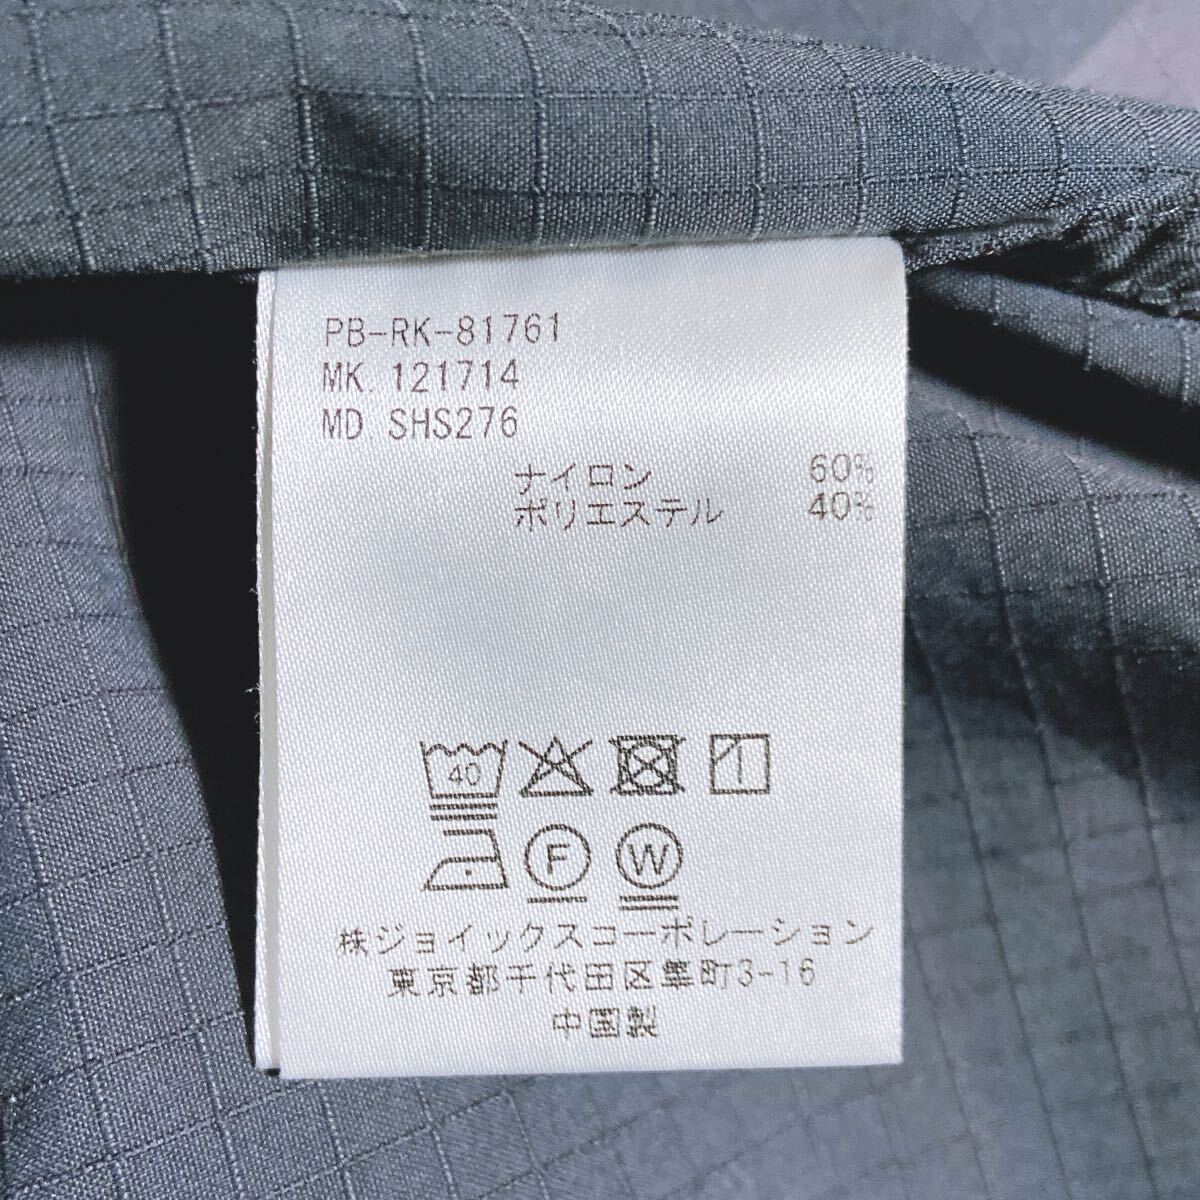 PB-RK-81761
MK. 121714
MD. SHS276
ナイロン 60%
ポリエステル 40%
40
F
W
株ジョイックスコーポレーション
東京都千代田区隼町3-16
中国製